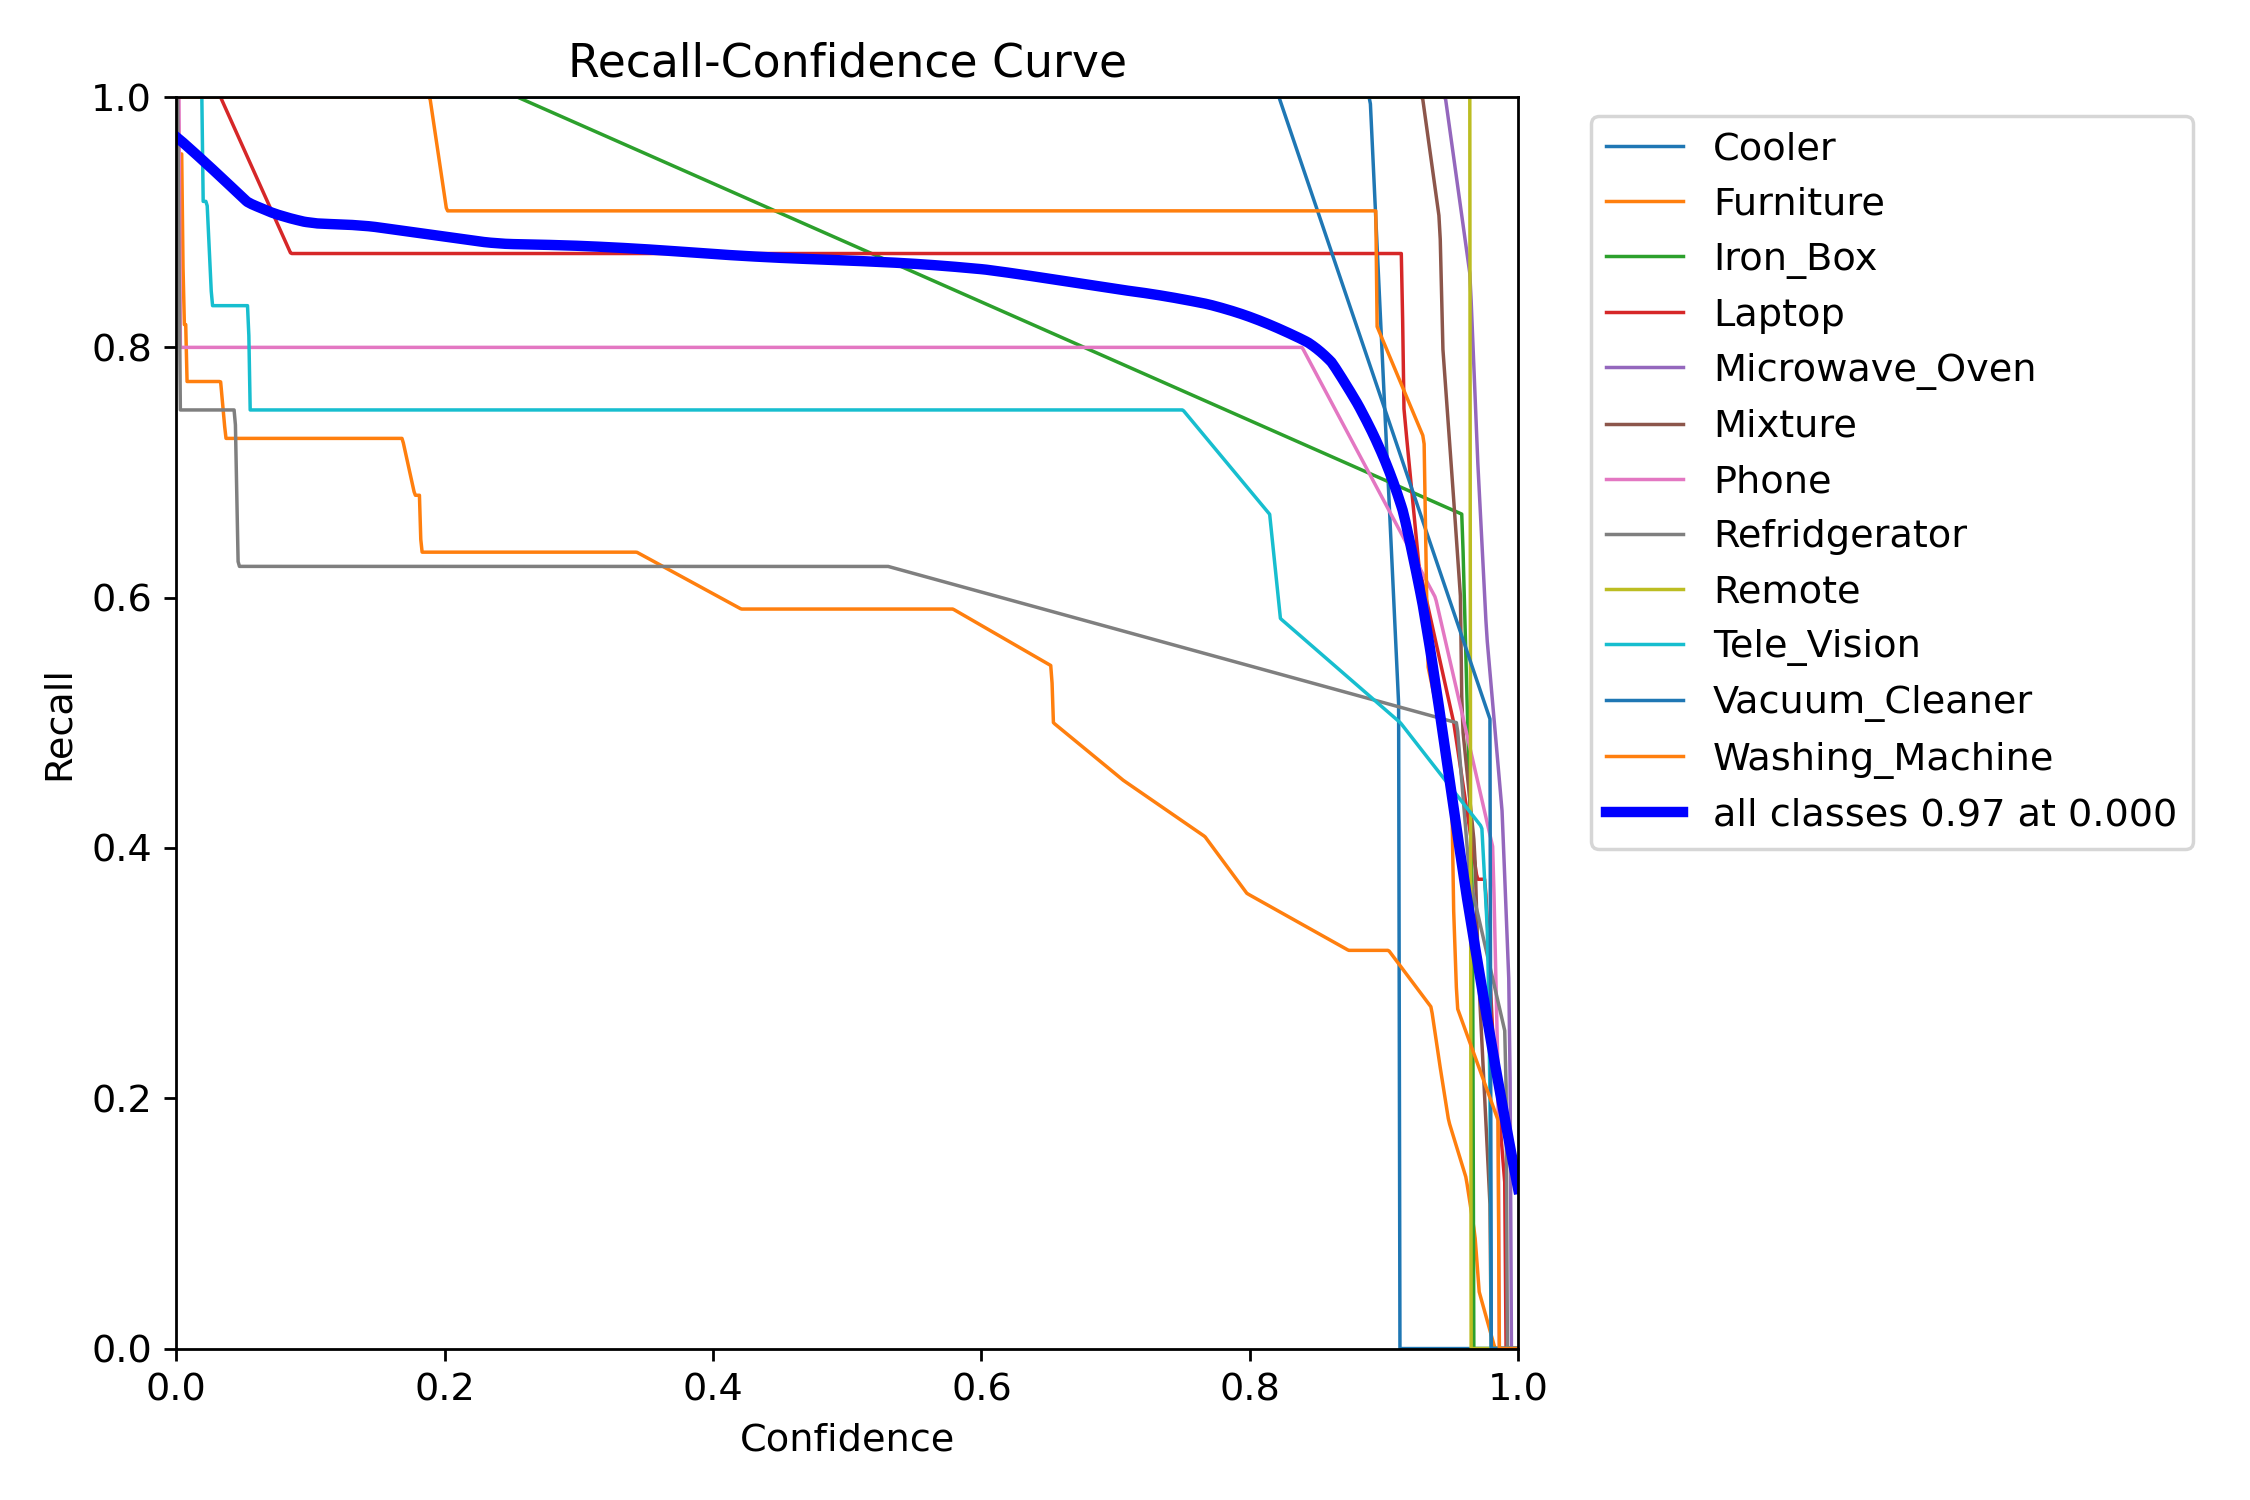 Recall-Confidence Curve
1.0
0.8
0.6
0.4
0.2
0.0
Recall
0.0 0.2 0.4 0.6 0.8 1.0
Confidence
Cooler
Furniture
Iron_Box
Laptop
Microwave_Oven
Mixture
Phone
Refridgerator
Remote
Tele_Vision
Vacuum_Cleaner
Washing_Machine
all classes 0.97 at 0.000